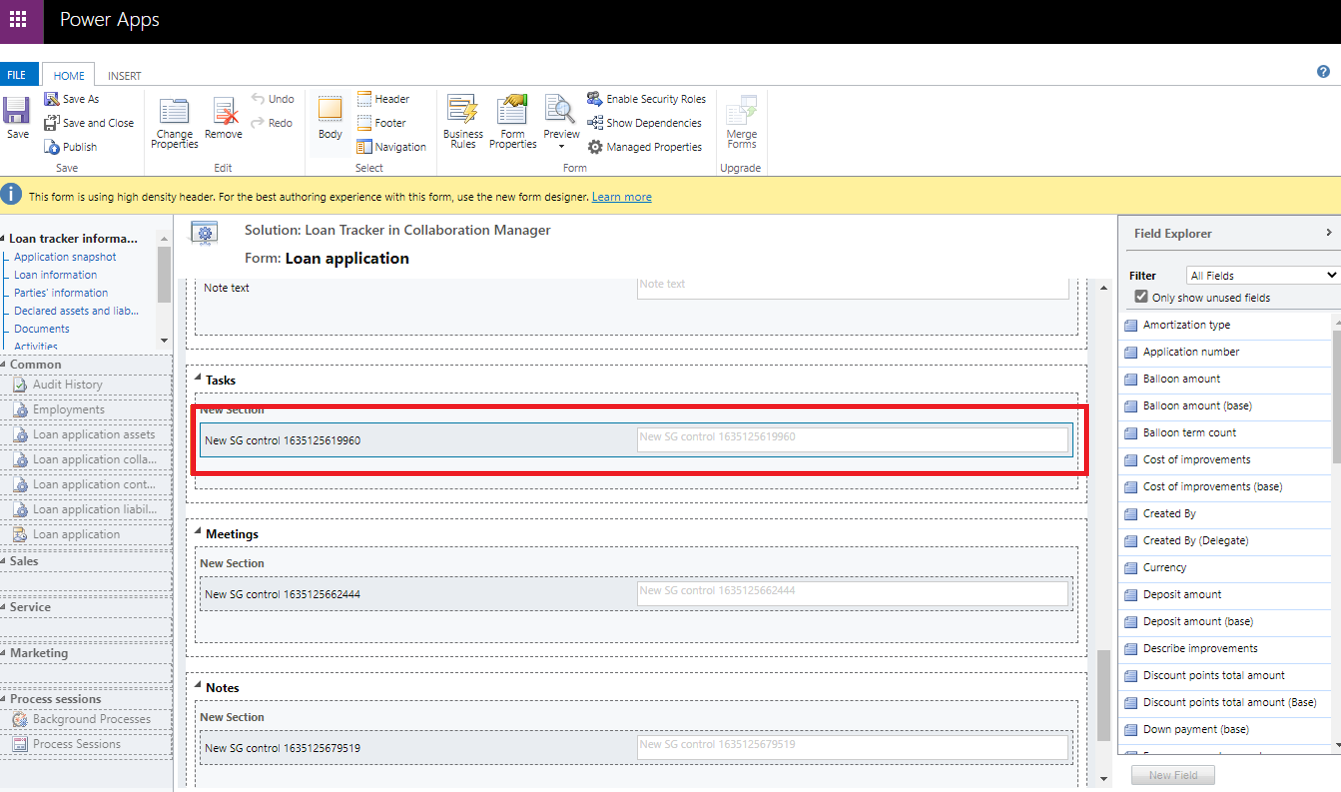 Power Apps
FILE HOME INSERT
Save
Save As
Save and Close
Publish
Save
Change Properties
Remove
Undo
Redo
Edit
Body
Header
Footer
Navigation
Select
Business Rules
Form Properties
Preview
Enable Security Roles
Show Dependencies
Managed Properties
Form
Merge Forms
Upgrade
This form is using high density header. For the best authoring experience with this form, use the new form designer. Learn more
Loan tracker informa...
Application snapshot
Loan information
Parties' information
Declared assets and liab...
Documents
Activities
Common
Audit History
Employments
Loan application assets
Loan application colla...
Loan application cont...
Loan application liabil...
Loan application
Sales
Service
Marketing
Process sessions
Background Processes
Process Sessions
Solution: Loan Tracker in Collaboration Manager
Form: Loan application
Note text Note text
Tasks
New Section
New SG control 1635125619960 New SG control 1635125619960
Meetings
New Section
New SG control 1635125662444 New SG control 1635125662444
Notes
New Section
New SG control 1635125679519 New SG control 1635125679519
Field Explorer
Filter All Fields
Only show unused fields
Amortization type
Application number
Balloon amount
Balloon amount (base)
Balloon term count
Cost of improvements
Cost of improvements (base)
Created By
Created By (Delegate)
Currency
Deposit amount
Deposit amount (base)
Describe improvements
Discount points total amount
Discount points total amount (Base)
Down payment (base)
New Field